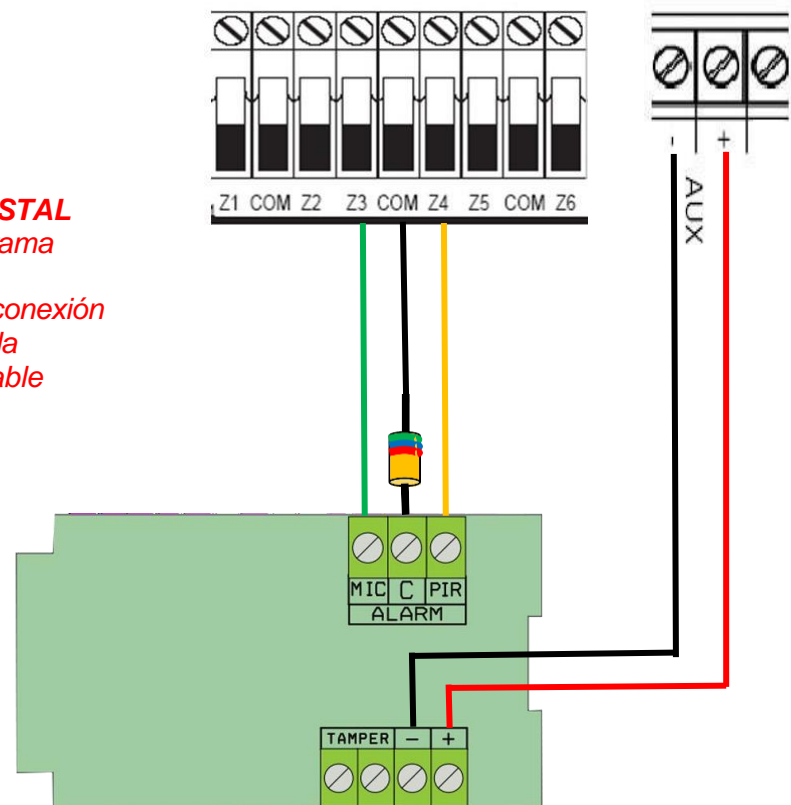 Z1 COM Z2 Z3 COM Z4 Z5 COM Z6
- +
AUX
STAL
ama
conexión
la
able
MIC C PIR
ALARM
TAMPER - +